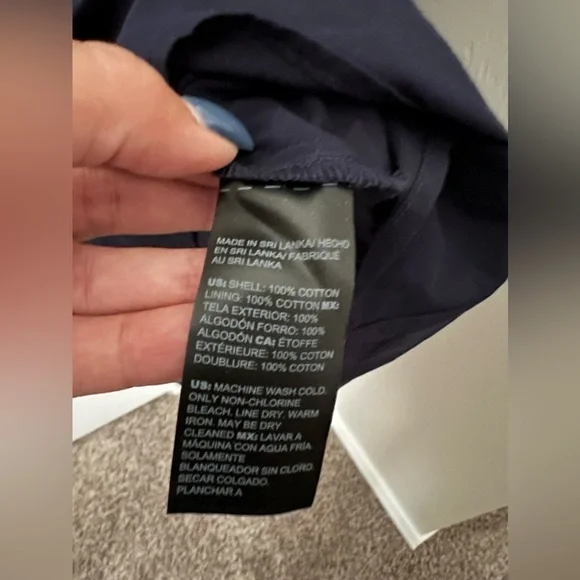 MADE IN SRI LANKA/ HECHO
EN SRI LANKA/ FABRIQUÉ
AU SRI LANKA
US: SHELL: 100% COTTON
LINING: 100% COTTON MX:
TELA EXTERIOR: 100%
ALGODÓN FORRO: 100%
ALGODÓN CA: ÉTOFFE
EXTÉRIEURE: 100% COTON
DOUBLURE: 100% COTON
US: MACHINE WASH COLD.
ONLY NON-CHLORINE
BLEACH. LINE DRY. WARM
IRON. MAY BE DRY
CLEANED MX: LAVAR A
MÁQUINA CON AGUA FRÍA.
SOLAMENTE
BLANQUEADOR SIN CLORO.
SECAR COLGADO.
PLANCHAR A